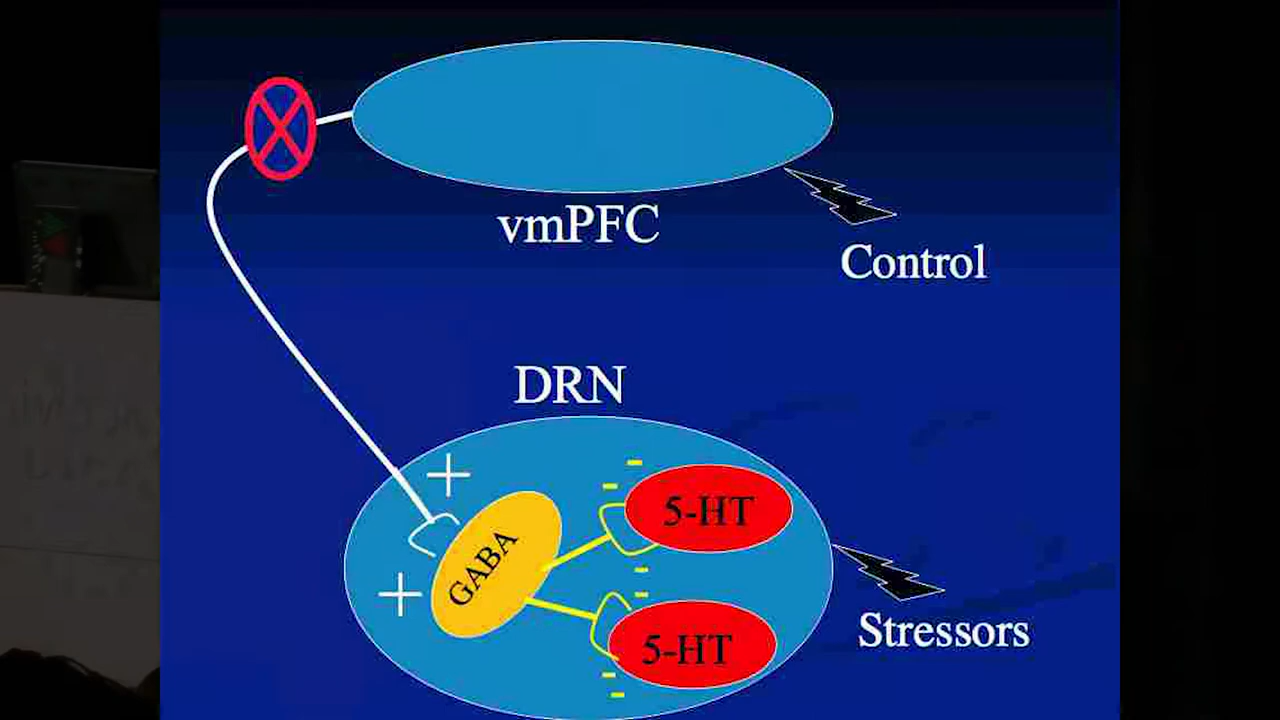 vmPFC
Control
DRN
+
GABA
5-HT
+
5-HT
Stressors